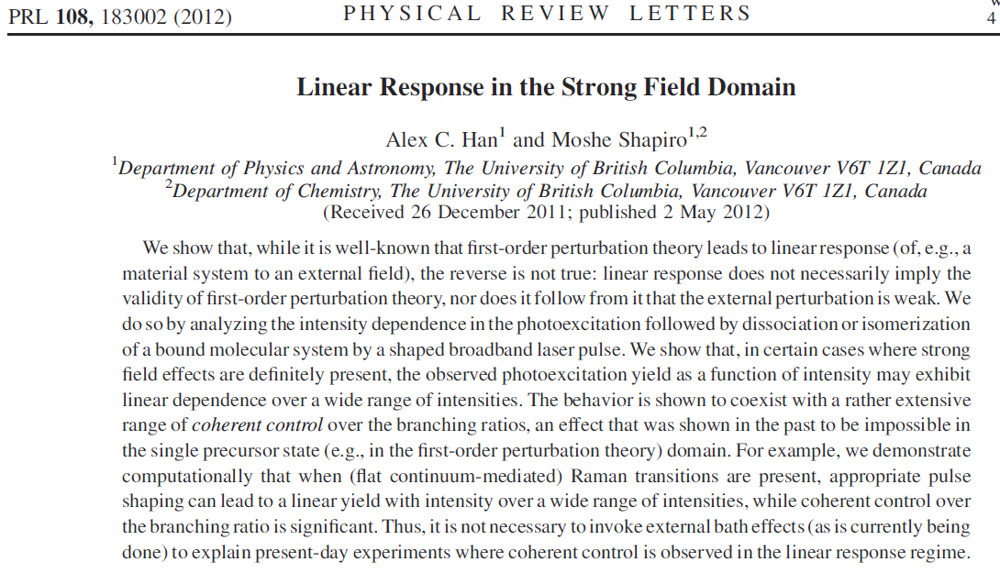 PRL 108, 183002 (2012)
PHYSICAL REVIEW LETTERS
4
Linear Response in the Strong Field Domain
Alex C. Han1 and Moshe Shapiro1,2
1Department of Physics and Astronomy, The University of British Columbia, Vancouver V6T 1Z1, Canada
2Department of Chemistry, The University of British Columbia, Vancouver V6T 1Z1, Canada
(Received 26 December 2011; published 2 May 2012)
We show that, while it is well-known that first-order perturbation theory leads to linear response (of, e.g., a
material system to an external field), the reverse is not true: linear response does not necessarily imply the
validity of first-order perturbation theory, nor does it follow from it that the external perturbation is weak. We
do so by analyzing the intensity dependence in the photoexcitation followed by dissociation or isomerization
of a bound molecular system by a shaped broadband laser pulse. We show that, in certain cases where strong
field effects are definitely present, the observed photoexcitation yield as a function of intensity may exhibit
linear dependence over a wide range of intensities. The behavior is shown to coexist with a rather extensive
range of coherent control over the branching ratios, an effect that was shown in the past to be impossible in
the single precursor state (e.g., in the first-order perturbation theory) domain. For example, we demonstrate
computationally that when (flat continuum-mediated) Raman transitions are present, appropriate pulse
shaping can lead to a linear yield with intensity over a wide range of intensities, while coherent control over
the branching ratio is significant. Thus, it is not necessary to invoke external bath effects (as is currently being
done) to explain present-day experiments where coherent control is observed in the linear response regime.